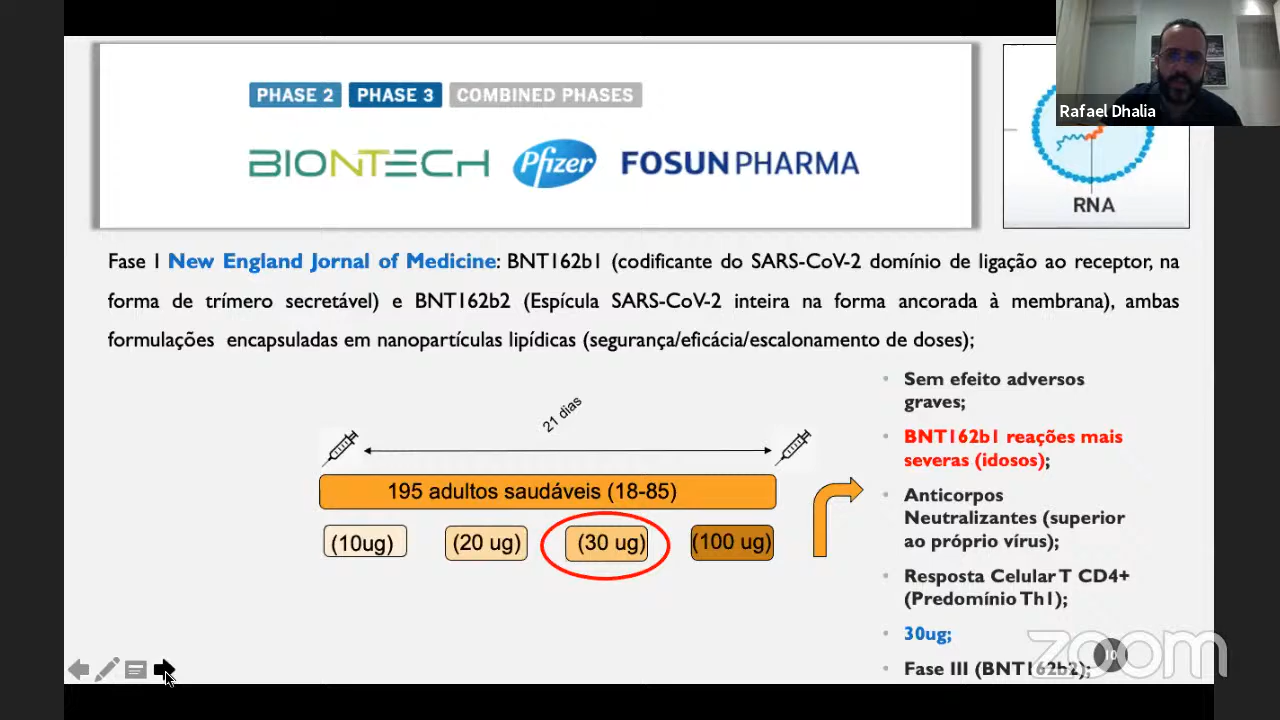 PHASE 2 PHASE 3 COMBINED PHASES
BIONTECH Pfizer FOSUN PHARMA
Rafael Dhalia
RNA
Fase I New England Jornal of Medicine: BNT162b1 (codificante do SARS-CoV-2 domínio de ligação ao receptor, na
forma de trímero secretável) e BNT162b2 (Espícula SARS-CoV-2 inteira na forma ancorada à membrana), ambas
formulações encapsuladas em nanopartículas lipídicas (segurança/eficácia/escalonamento de doses);
21 dias
195 adultos saudáveis (18-85)
(10ug) (20 ug) (30 ug) (100 ug)
• Sem efeito adversos
graves;
• BNT162b1 reações mais
severas (idosos);
• Anticorpos
Neutralizantes (superior
ao próprio vírus);
• Resposta Celular T CD4+
(Predomínio Th1);
• 30ug;
• Fase III (BNT162b2);
zoom
10